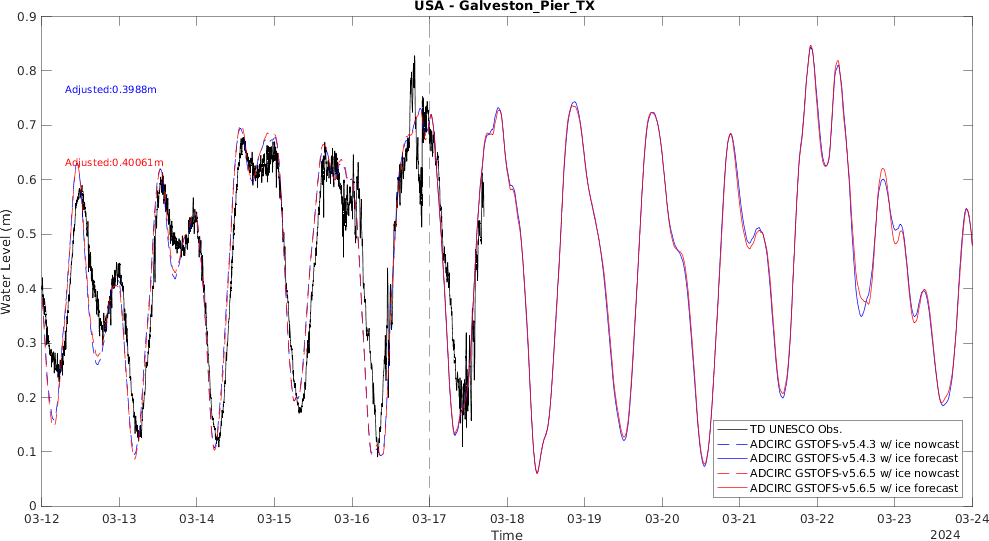 USA - Galveston_Pier_TX
0.9
0.8
0.7
0.6
0.5
0.4
0.3
0.2
0.1
0
Water Level (m)
Adjusted:0.3988m
Adjusted:0.40061m
TD UNESCO Obs.
ADCIRC GSTOFS-v5.4.3 w/ ice nowcast
ADCIRC GSTOFS-v5.4.3 w/ ice forecast
ADCIRC GSTOFS-v5.6.5 w/ ice nowcast
ADCIRC GSTOFS-v5.6.5 w/ ice forecast
03-12 03-13 03-14 03-15 03-16 03-17 03-18 03-19 03-20 03-21 03-22 03-23 03-24
Time
2024